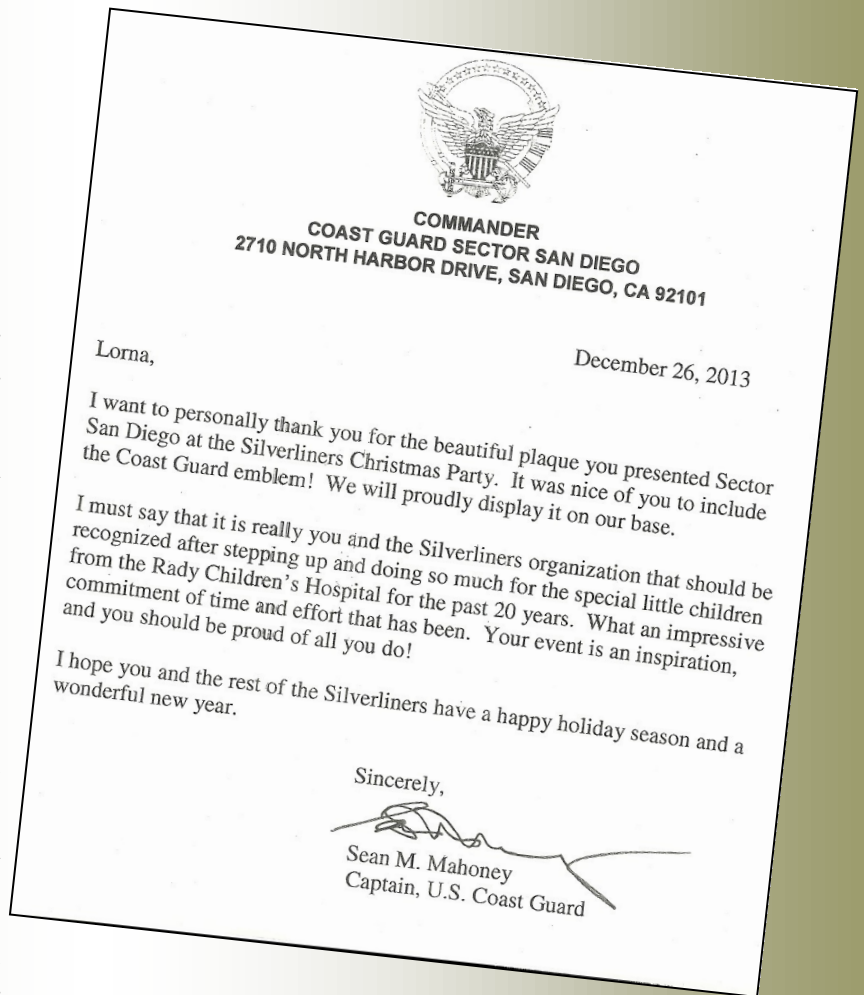 COMMANDER
COAST GUARD SECTOR SAN DIEGO
2710 NORTH HARBOR DRIVE, SAN DIEGO, CA 92101
December 26, 2013
Lorna,
I want to personally thank you for the beautiful plaque you presented Sector
San Diego at the Silverliners Christmas Party.  It was nice of you to include
the Coast Guard emblem!  We will proudly display it on our base.
I must say that it is really you and the Silverliners organization that should be
recognized after stepping up and doing so much for the special little children
from the Rady Children's Hospital for the past 20 years.  What an impressive
commitment of time and effort that has been.  Your event is an inspiration,
and you should be proud of all you do!
I hope you and the rest of the Silverliners have a happy holiday season and a
wonderful new year.
Sincerely,
Sean M. Mahoney
Captain, U.S. Coast Guard